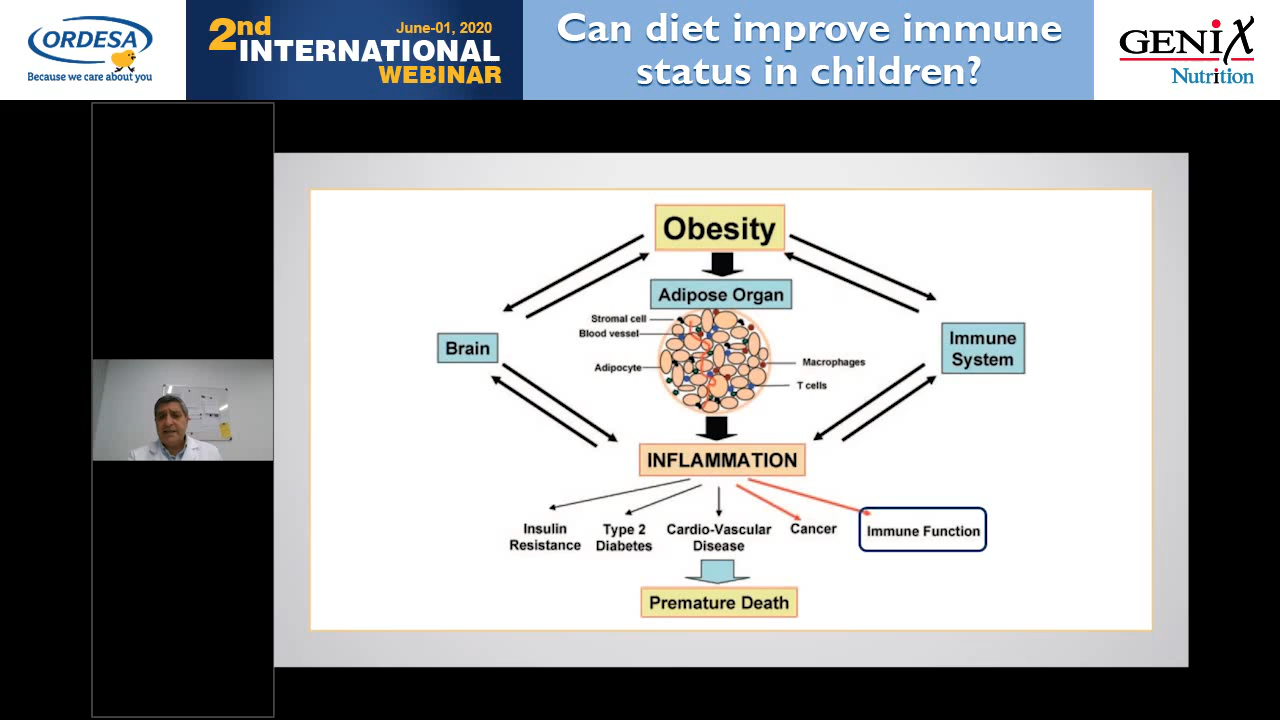 ORDESA
Because we care about you
2nd
June-01, 2020
INTERNATIONAL
WEBINAR
Can diet improve immune
status in children?
GENiX
Nutrition
Obesity
Adipose Organ
Stromal cell
Blood vessel
Adipocyte
Macrophages
T cells
Brain
Immune
System
INFLAMMATION
Insulin
Resistance
Type 2
Diabetes
Cardio-Vascular
Disease
Cancer
Immune Function
Premature Death